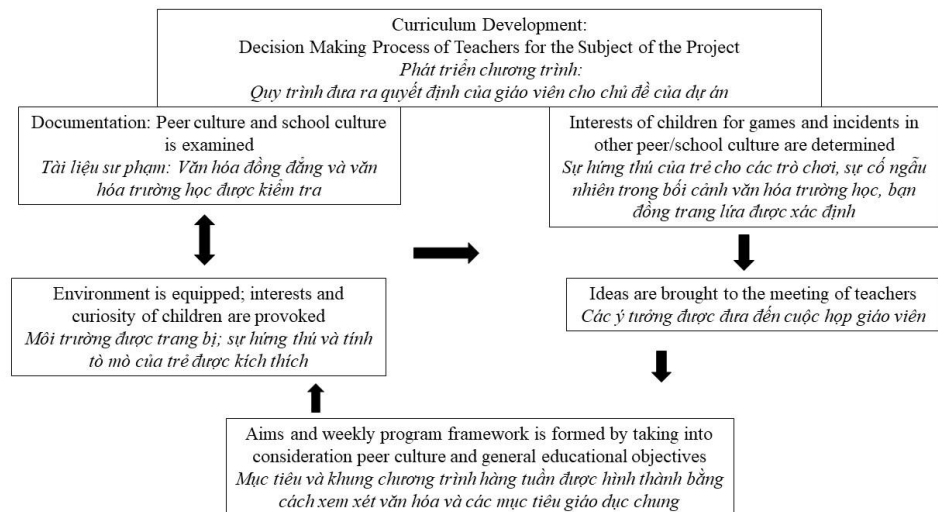 Curriculum Development:
Decision Making Process of Teachers for the Subject of the Project
Phát triển chương trình:
Quy trình đưa ra quyết định của giáo viên cho chủ đề của dự án
Documentation: Peer culture and school culture
is examined
Tài liệu sư phạm: Văn hóa đồng đẳng và văn
hóa trường học được kiểm tra
Interests of children for games and incidents in
other peer/school culture are determined
Sự hứng thú của trẻ cho các trò chơi, sự cố ngẫu
nhiên trong bối cảnh văn hóa trường học, bạn
đồng trang lứa được xác định
Environment is equipped; interests and
curiosity of children are provoked
Môi trường được trang bị; sự hứng thú và tính
tò mò của trẻ được kích thích
Ideas are brought to the meeting of teachers
Các ý tưởng được đưa đến cuộc họp giáo viên
Aims and weekly program framework is formed by taking into
consideration peer culture and general educational objectives
Mục tiêu và khung chương trình hàng tuần được hình thành bằng
cách xem xét văn hóa và các mục tiêu giáo dục chung